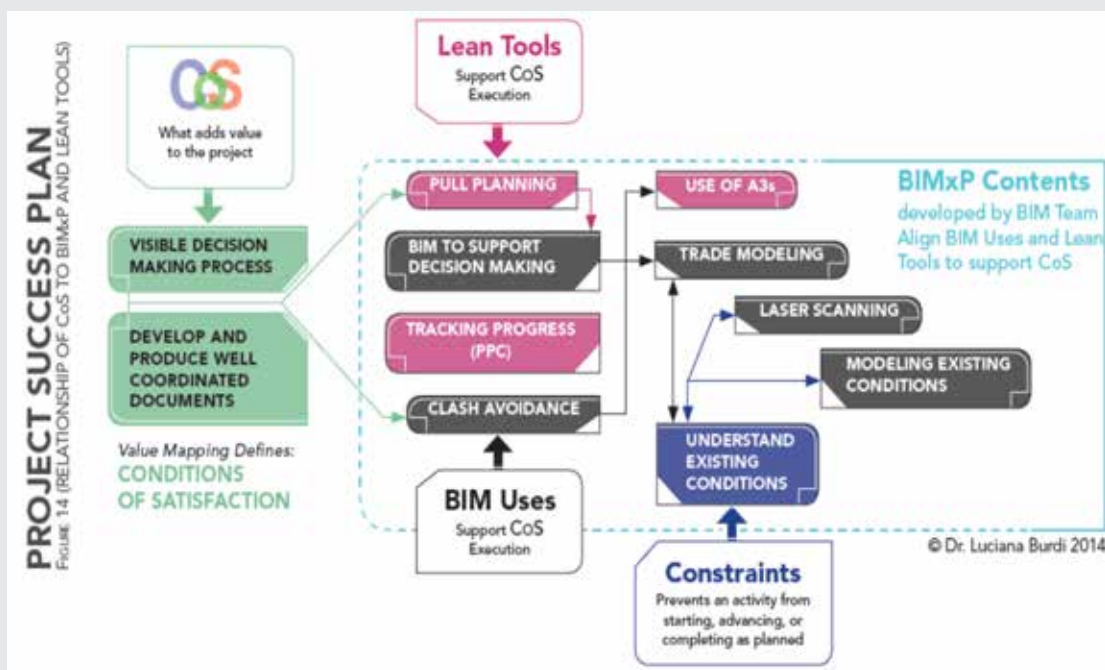 PROJECT SUCCESS PLAN
FIGURE 14 (RELATIONSHIP OF CoS TO BIMxP AND LEAN TOOLS)
CoS
What adds value
to the project
Lean Tools
Support CoS
Execution
VISIBLE DECISION
MAKING PROCESS
DEVELOP AND
PRODUCE WELL
COORDINATED
DOCUMENTS
Value Mapping Defines:
CONDITIONS
OF SATISFACTION
PULL PLANNING
BIM TO SUPPORT
DECISION MAKING
TRACKING PROGRESS
(PPC)
CLASH AVOIDANCE
BIM Uses
Support CoS
Execution
USE OF A3s
TRADE MODELING
LASER SCANNING
MODELING EXISTING
CONDITIONS
UNDERSTAND
EXISTING
CONDITIONS
BIMxP Contents
developed by BIM Team
Align BIM Uses and Lean
Tools to support CoS
© Dr. Luciana Burdi 2014
Constraints
Prevents an activity from
starting, advancing, or
completing as planned